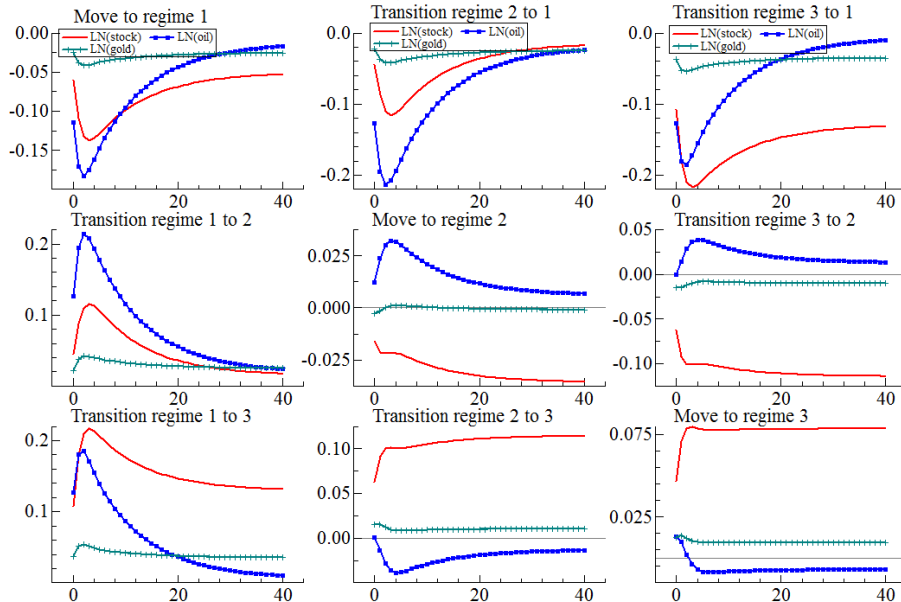 Move to regime 1
Transition regime 2 to 1
Transition regime 3 to 1
0.00
LN(stock) LN(oil)
LN(gold)
-0.05
-0.10
-0.15
0 20 40
0.0
LN(stock) LN(oil)
LN(gold)
-0.1
-0.2
0 20 40
0.0
LN(stock) LN(oil)
LN(gold)
-0.1
-0.2
0 20 40
Transition regime 1 to 2
Move to regime 2
Transition regime 3 to 2
0.2
0.1
0 20 40
0.025
0.000
-0.025
0 20 40
0.05
0.00
-0.05
-0.10
0 20 40
Transition regime 1 to 3
Transition regime 2 to 3
Move to regime 3
0.2
0.1
0 20 40
0.10
0.05
0.00
0 20 40
0.075
0.025
0 20 40